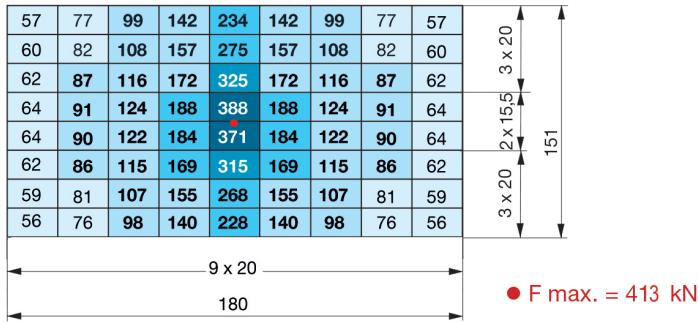 57 77 99 142 234 142 99 77 57
60 82 108 157 275 157 108 82 60
62 87 116 172 325 172 116 87 62
64 91 124 188 388 188 124 91 64
64 90 122 184 371 184 122 90 64
62 86 115 169 315 169 115 86 62
59 81 107 155 268 155 107 81 59
56 76 98 140 228 140 98 76 56
3 x 20
2 x 15,5
3 x 20
151
9 x 20
180
F max. = 413 kN